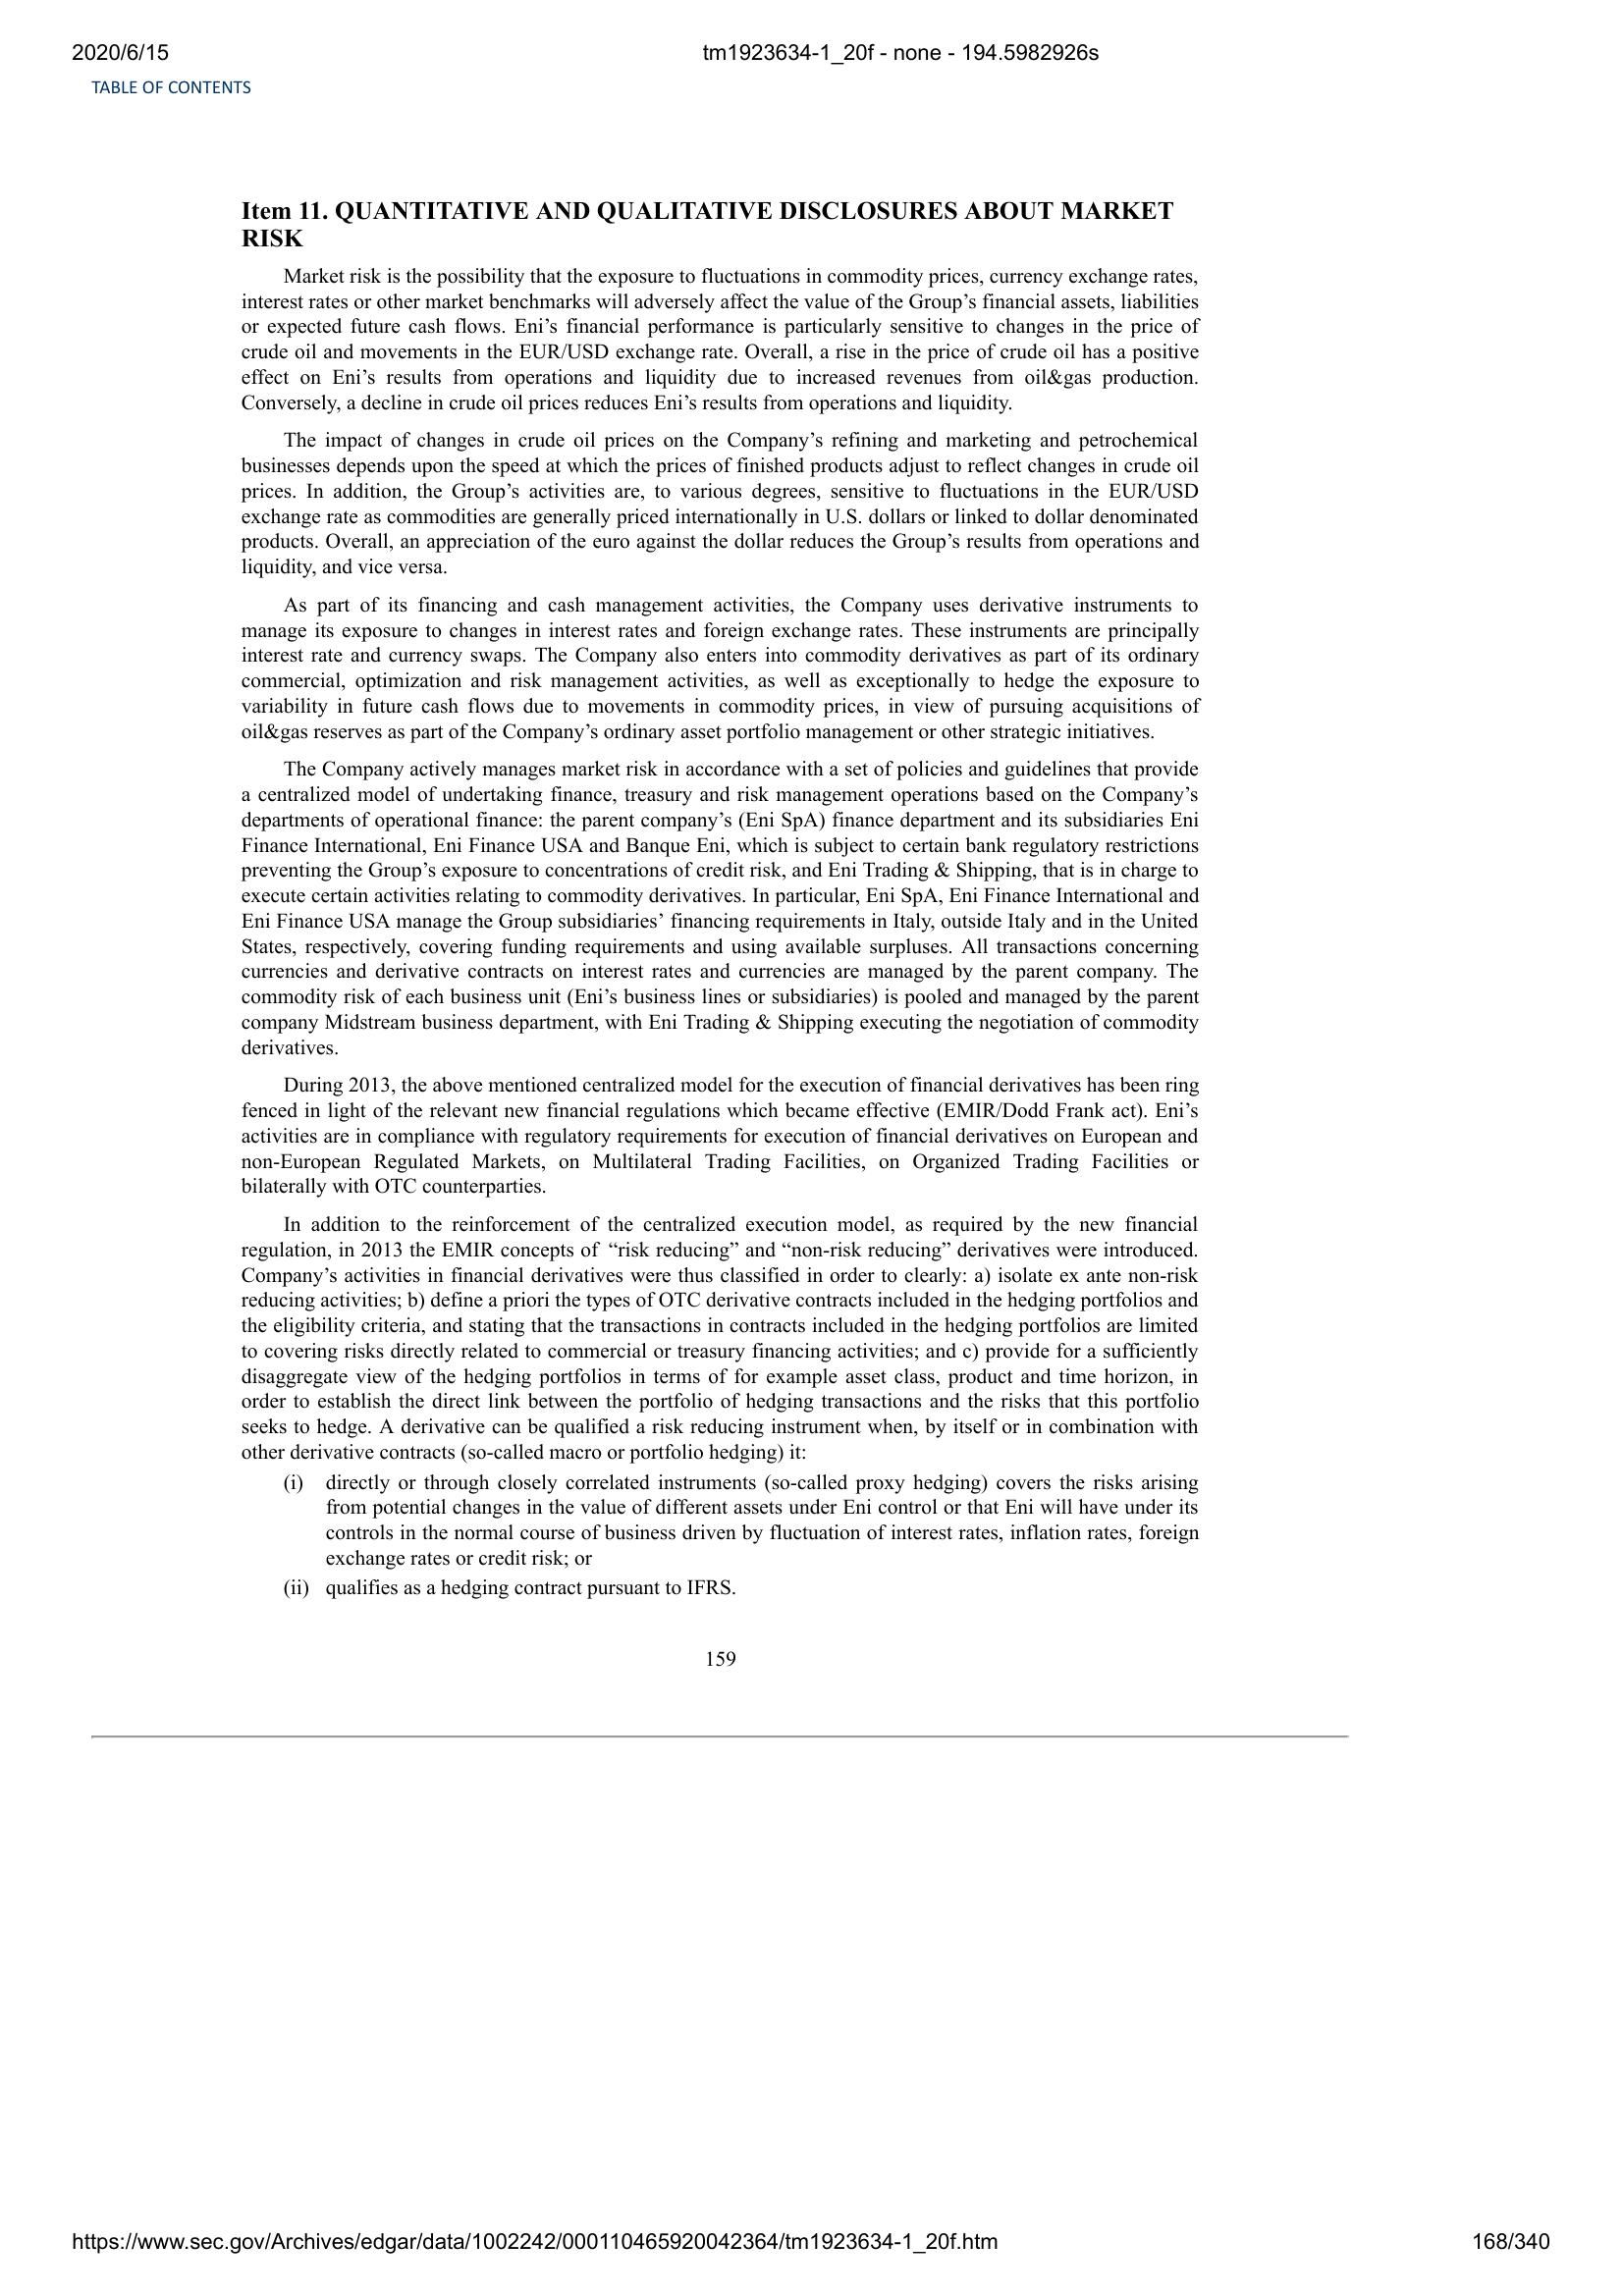 2020/6/15
tm1923634-1_20f - none - 194.5982926s
TABLE OF CONTENTS
Item 11. QUANTITATIVE AND QUALITATIVE DISCLOSURES ABOUT MARKET
RISK
Market risk is the possibility that the exposure to fluctuations in commodity prices, currency exchange rates,
interest rates or other market benchmarks will adversely affect the value of the Group’s financial assets, liabilities
or expected future cash flows. Eni’s financial performance is particularly sensitive to changes in the price of
crude oil and movements in the EUR/USD exchange rate. Overall, a rise in the price of crude oil has a positive
effect on Eni’s results from operations and liquidity due to increased revenues from oil&gas production.
Conversely, a decline in crude oil prices reduces Eni’s results from operations and liquidity.
The impact of changes in crude oil prices on the Company’s refining and marketing and petrochemical
businesses depends upon the speed at which the prices of finished products adjust to reflect changes in crude oil
prices. In addition, the Group’s activities are, to various degrees, sensitive to fluctuations in the EUR/USD
exchange rate as commodities are generally priced internationally in U.S. dollars or linked to dollar denominated
products. Overall, an appreciation of the euro against the dollar reduces the Group’s results from operations and
liquidity, and vice versa.
As part of its financing and cash management activities, the Company uses derivative instruments to
manage its exposure to changes in interest rates and foreign exchange rates. These instruments are principally
interest rate and currency swaps. The Company also enters into commodity derivatives as part of its ordinary
commercial, optimization and risk management activities, as well as exceptionally to hedge the exposure to
variability in future cash flows due to movements in commodity prices, in view of pursuing acquisitions of
oil&gas reserves as part of the Company’s ordinary asset portfolio management or other strategic initiatives.
The Company actively manages market risk in accordance with a set of policies and guidelines that provide
a centralized model of undertaking finance, treasury and risk management operations based on the Company’s
departments of operational finance: the parent company’s (Eni SpA) finance department and its subsidiaries Eni
Finance International, Eni Finance USA and Banque Eni, which is subject to certain bank regulatory restrictions
preventing the Group’s exposure to concentrations of credit risk, and Eni Trading & Shipping, that is in charge to
execute certain activities relating to commodity derivatives. In particular, Eni SpA, Eni Finance International and
Eni Finance USA manage the Group subsidiaries’ financing requirements in Italy, outside Italy and in the United
States, respectively, covering funding requirements and using available surpluses. All transactions concerning
currencies and derivative contracts on interest rates and currencies are managed by the parent company. The
commodity risk of each business unit (Eni’s business lines or subsidiaries) is pooled and managed by the parent
company Midstream business department, with Eni Trading & Shipping executing the negotiation of commodity
derivatives.
During 2013, the above mentioned centralized model for the execution of financial derivatives has been ring
fenced in light of the relevant new financial regulations which became effective (EMIR/Dodd Frank act). Eni’s
activities are in compliance with regulatory requirements for execution of financial derivatives on European and
non-European Regulated Markets, on Multilateral Trading Facilities, on Organized Trading Facilities or
bilaterally with OTC counterparties.
In addition to the reinforcement of the centralized execution model, as required by the new financial
regulation, in 2013 the EMIR concepts of “risk reducing” and “non-risk reducing” derivatives were introduced.
Company’s activities in financial derivatives were thus classified in order to clearly: a) isolate ex ante non-risk
reducing activities; b) define a priori the types of OTC derivative contracts included in the hedging portfolios and
the eligibility criteria, and stating that the transactions in contracts included in the hedging portfolios are limited
to covering risks directly related to commercial or treasury financing activities; and c) provide for a sufficiently
disaggregate view of the hedging portfolios in terms of for example asset class, product and time horizon, in
order to establish the direct link between the portfolio of hedging transactions and the risks that this portfolio
seeks to hedge. A derivative can be qualified a risk reducing instrument when, by itself or in combination with
other derivative contracts (so-called macro or portfolio hedging) it:
(i) directly or through closely correlated instruments (so-called proxy hedging) covers the risks arising
from potential changes in the value of different assets under Eni control or that Eni will have under its
controls in the normal course of business driven by fluctuation of interest rates, inflation rates, foreign
exchange rates or credit risk; or
(ii) qualifies as a hedging contract pursuant to IFRS.
159
https://www.sec.gov/Archives/edgar/data/1002242/000110465920042364/tm1923634-1_20f.htm
168/340